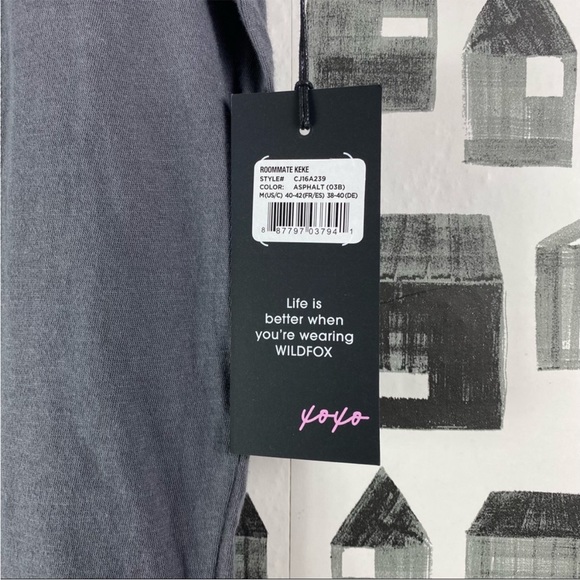 ROOMMATE KEKE
STYLE# CJ16A239
COLOR: ASPHALT (03B)
M(US/C) 40-42(FR/ES) 38-40(DE)
8 87797 03794 1
Life is
better when
you're wearing
WILDFOX
xoxo